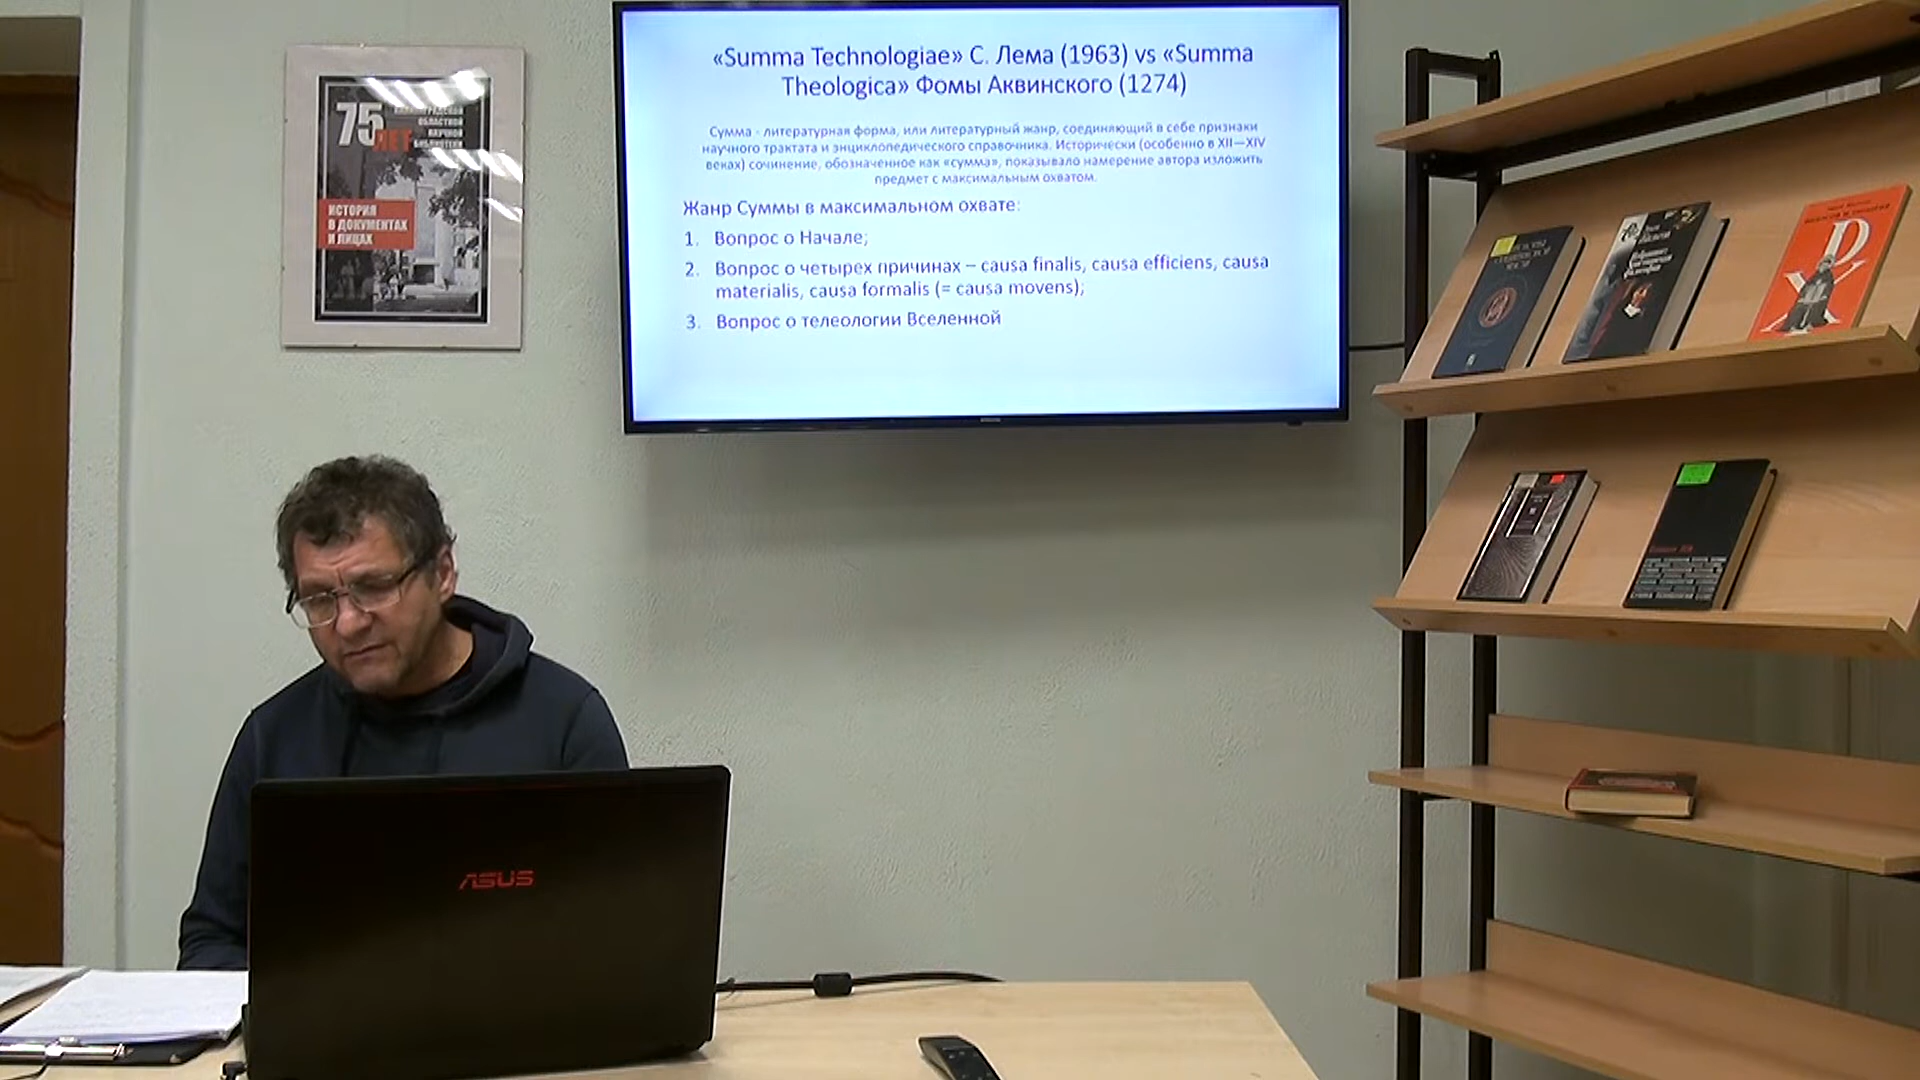 75
ЛЕТ
ОБЛАСТНОЙ
НАУЧНОЙ
БИБЛИОТЕКИ
ИСТОРИЯ
В ДОКУМЕНТАХ
И ЛИЦАХ
«Summa Technologiae» С. Лема (1963) vs «Summa
Theologica» Фомы Аквинского (1274)
Сумма - литературная форма, или литературный жанр, соединяющий в себе признаки
научного трактата и энциклопедического справочника. Исторически (особенно в XII—XIV
веках) сочинение, обозначенное как «сумма», показывало намерение автора изложить
предмет с максимальным охватом.
Жанр Суммы в максимальном охвате:
1. Вопрос о Начале;
2. Вопрос о четырех причинах – causa finalis, causa efficiens, causa
materialis, causa formalis (= causa movens);
3. Вопрос о телеологии Вселенной
ASUS